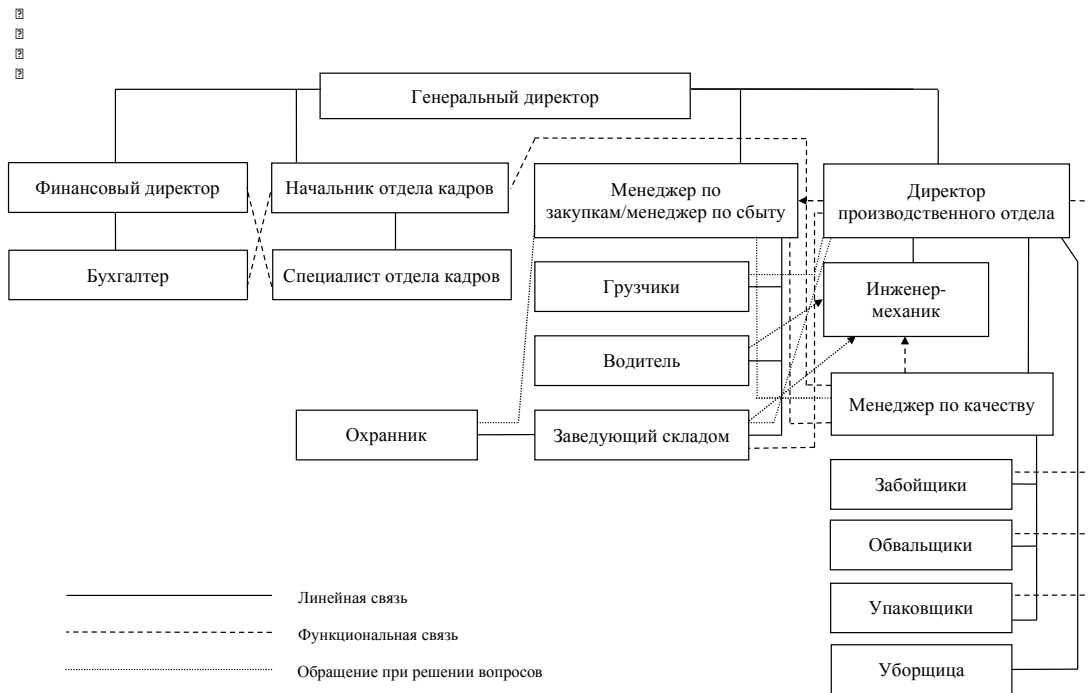 Генеральный директор
Финансовый директор
Начальник отдела кадров
Менеджер по
закупкам/менеджер по сбыту
Директор
производственного отдела
Бухгалтер
Специалист отдела кадров
Грузчики
Инженер-
механик
Водитель
Менеджер по качеству
Охранник
Заведующий складом
Забойщики
Обвальщики
Упаковщики
Уборщица
Линейная связь
Функциональная связь
Обращение при решении вопросов